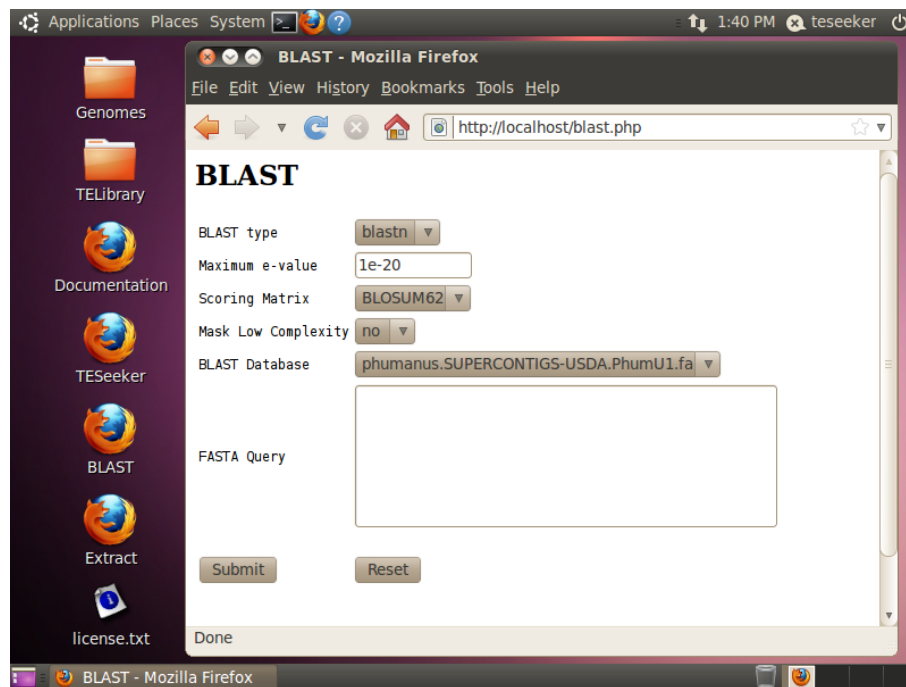 Applications Places System 1:40 PM teseeker
Genomes
TELibrary
Documentation
TESeeker
BLAST
Extract
license.txt
BLAST - Mozilla Firefox
File Edit View History Bookmarks Tools Help
http://localhost/blast.php
BLAST
BLAST type blastn
Maximum e-value 1e-20
Scoring Matrix BLOSUM62
Mask Low Complexity no
BLAST Database phumanus.SUPERCONTIGS-USDA.PhumU1.fa
FASTA Query
Submit Reset
Done
BLAST - Mozilla Firefox